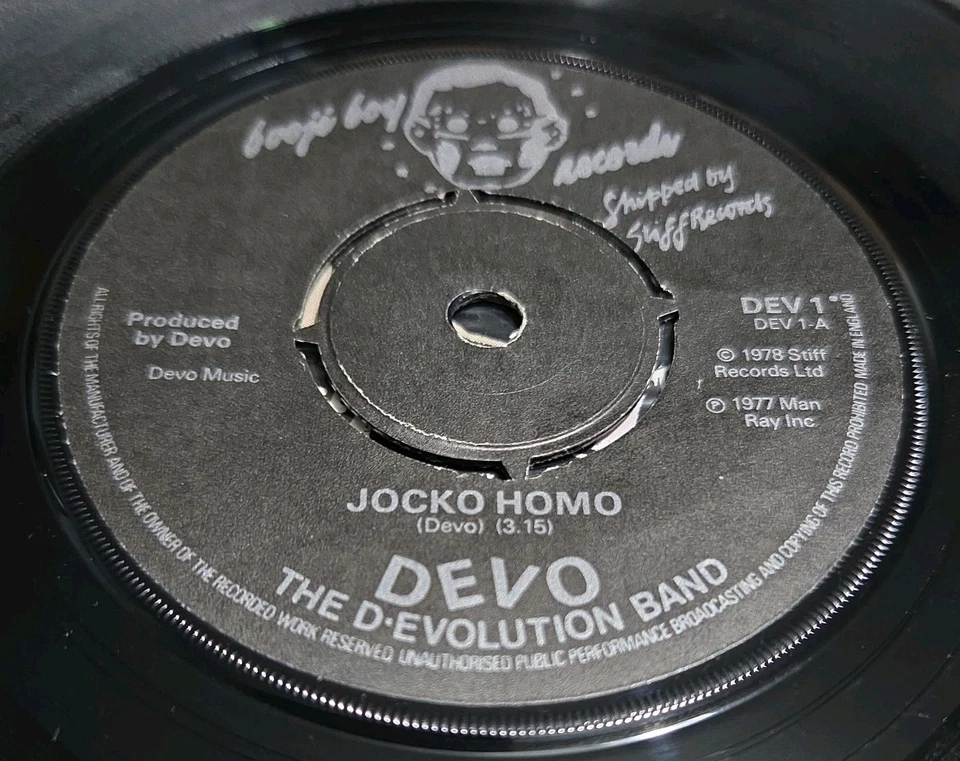 booji boy records
Shipped by
Stiff Records
Produced
by Devo
Devo Music
DEV 1
DEV 1-A
© 1978 Stiff
Records Ltd
℗ 1977 Man
Ray Inc
JOCKO HOMO
(Devo) (3.15)
DEVO
THE D·EVOLUTION BAND
ALL RIGHTS OF THE MANUFACTURER AND OF THE OWNER OF THE RECORDED WORK RESERVED UNAUTHORISED PUBLIC PERFORMANCE BROADCASTING AND COPYING OF THIS RECORD PROHIBITED MADE IN ENGLAND